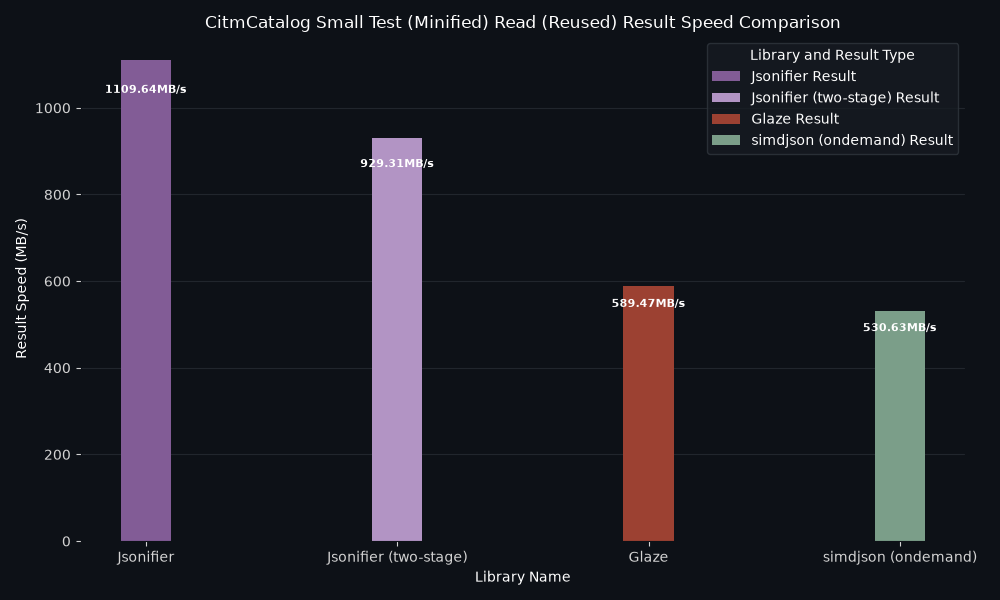 CitmCatalog Small Test (Minified) Read (Reused) Result Speed Comparison
Library and Result Type
Jsonifier Result
Jsonifier (two-stage) Result
Glaze Result
simdjson (ondemand) Result
1109.64MB/s
929.31MB/s
589.47MB/s
530.63MB/s
Result Speed (MB/s)
1000
800
600
400
200
0
Jsonifier
Jsonifier (two-stage)
Glaze
simdjson (ondemand)
Library Name